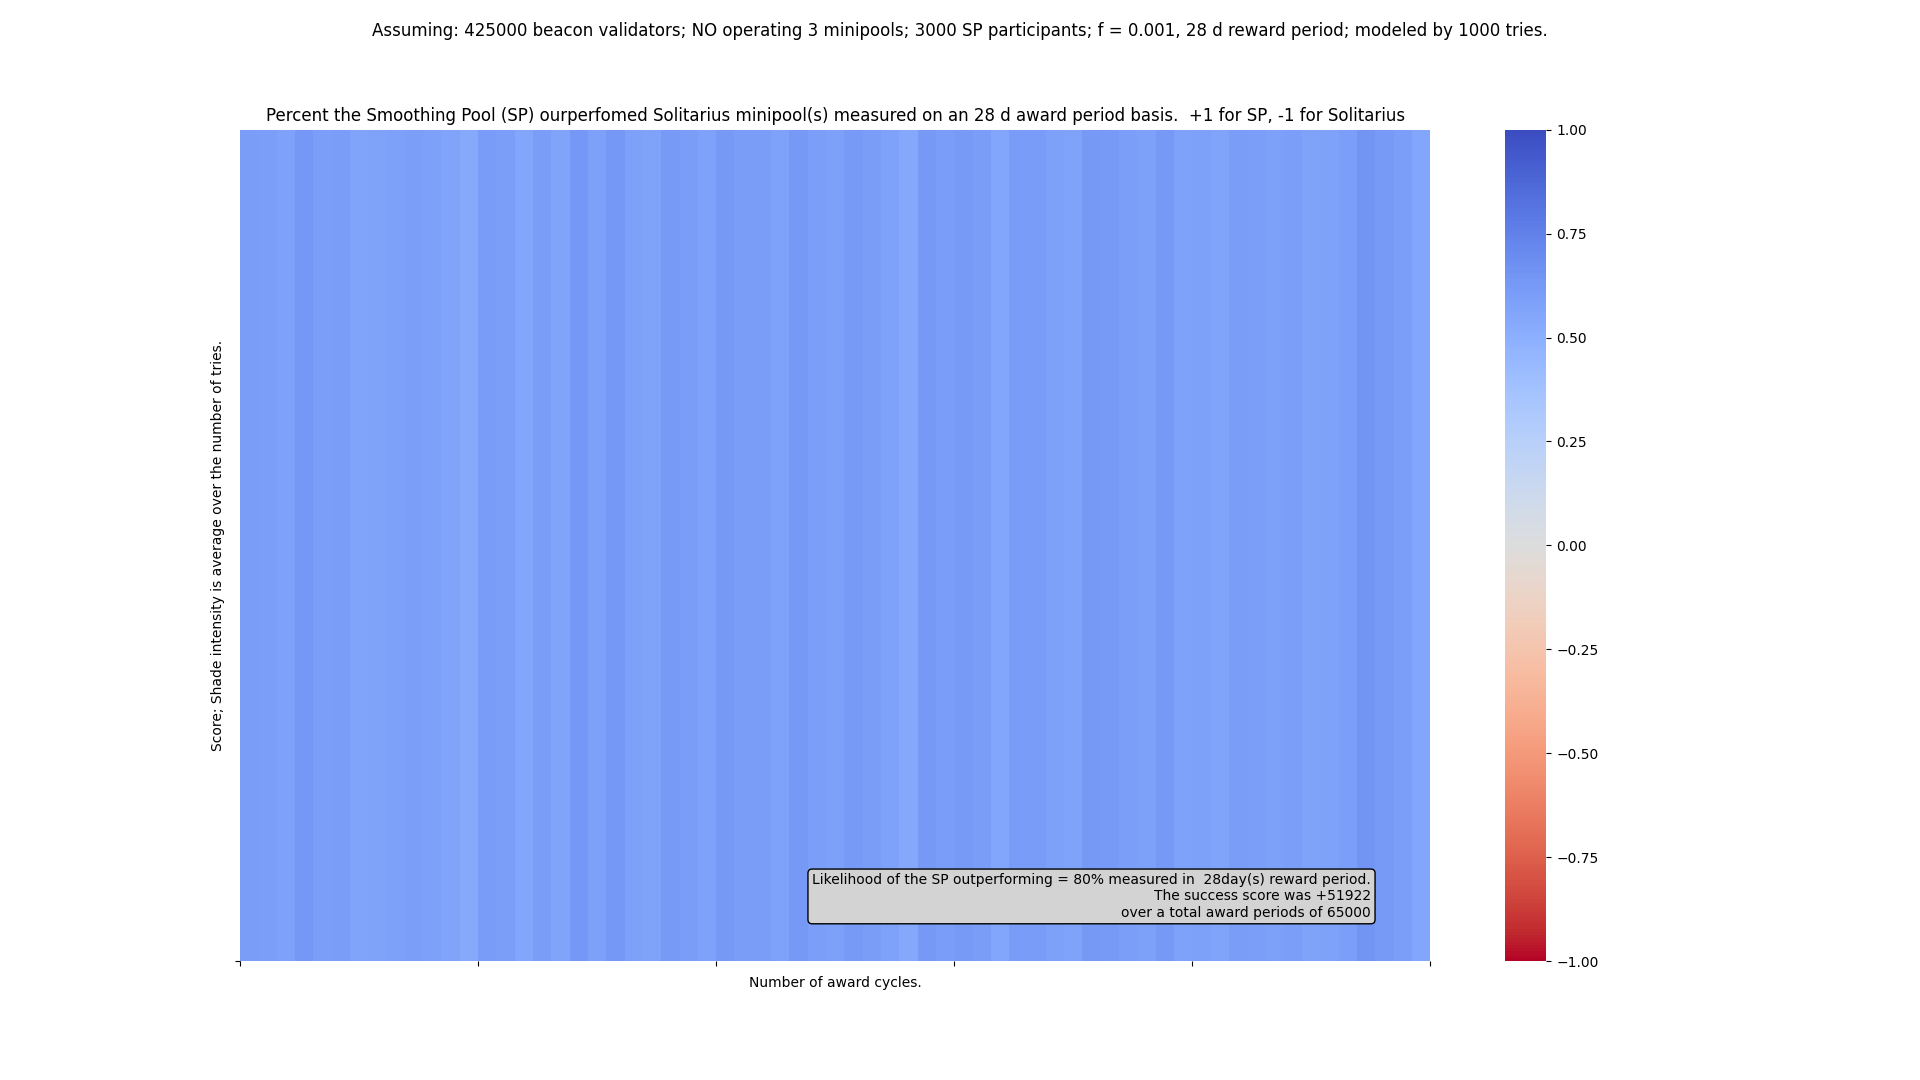 Assuming: 425000 beacon validators; NO operating 3 minipools; 3000 SP participants; f = 0.001, 28 d reward period; modeled by 1000 tries.
Percent the Smoothing Pool (SP) ourperfomed Solitarius minipool(s) measured on an 28 d award period basis.  +1 for SP, -1 for Solitarius
Score; Shade intensity is average over the number of tries.
Likelihood of the SP outperforming = 80% measured in  28day(s) reward period.
The success score was +51922
over a total award periods of 65000
Number of award cycles.
1.00
0.75
0.50
0.25
0.00
−0.25
−0.50
−0.75
−1.00